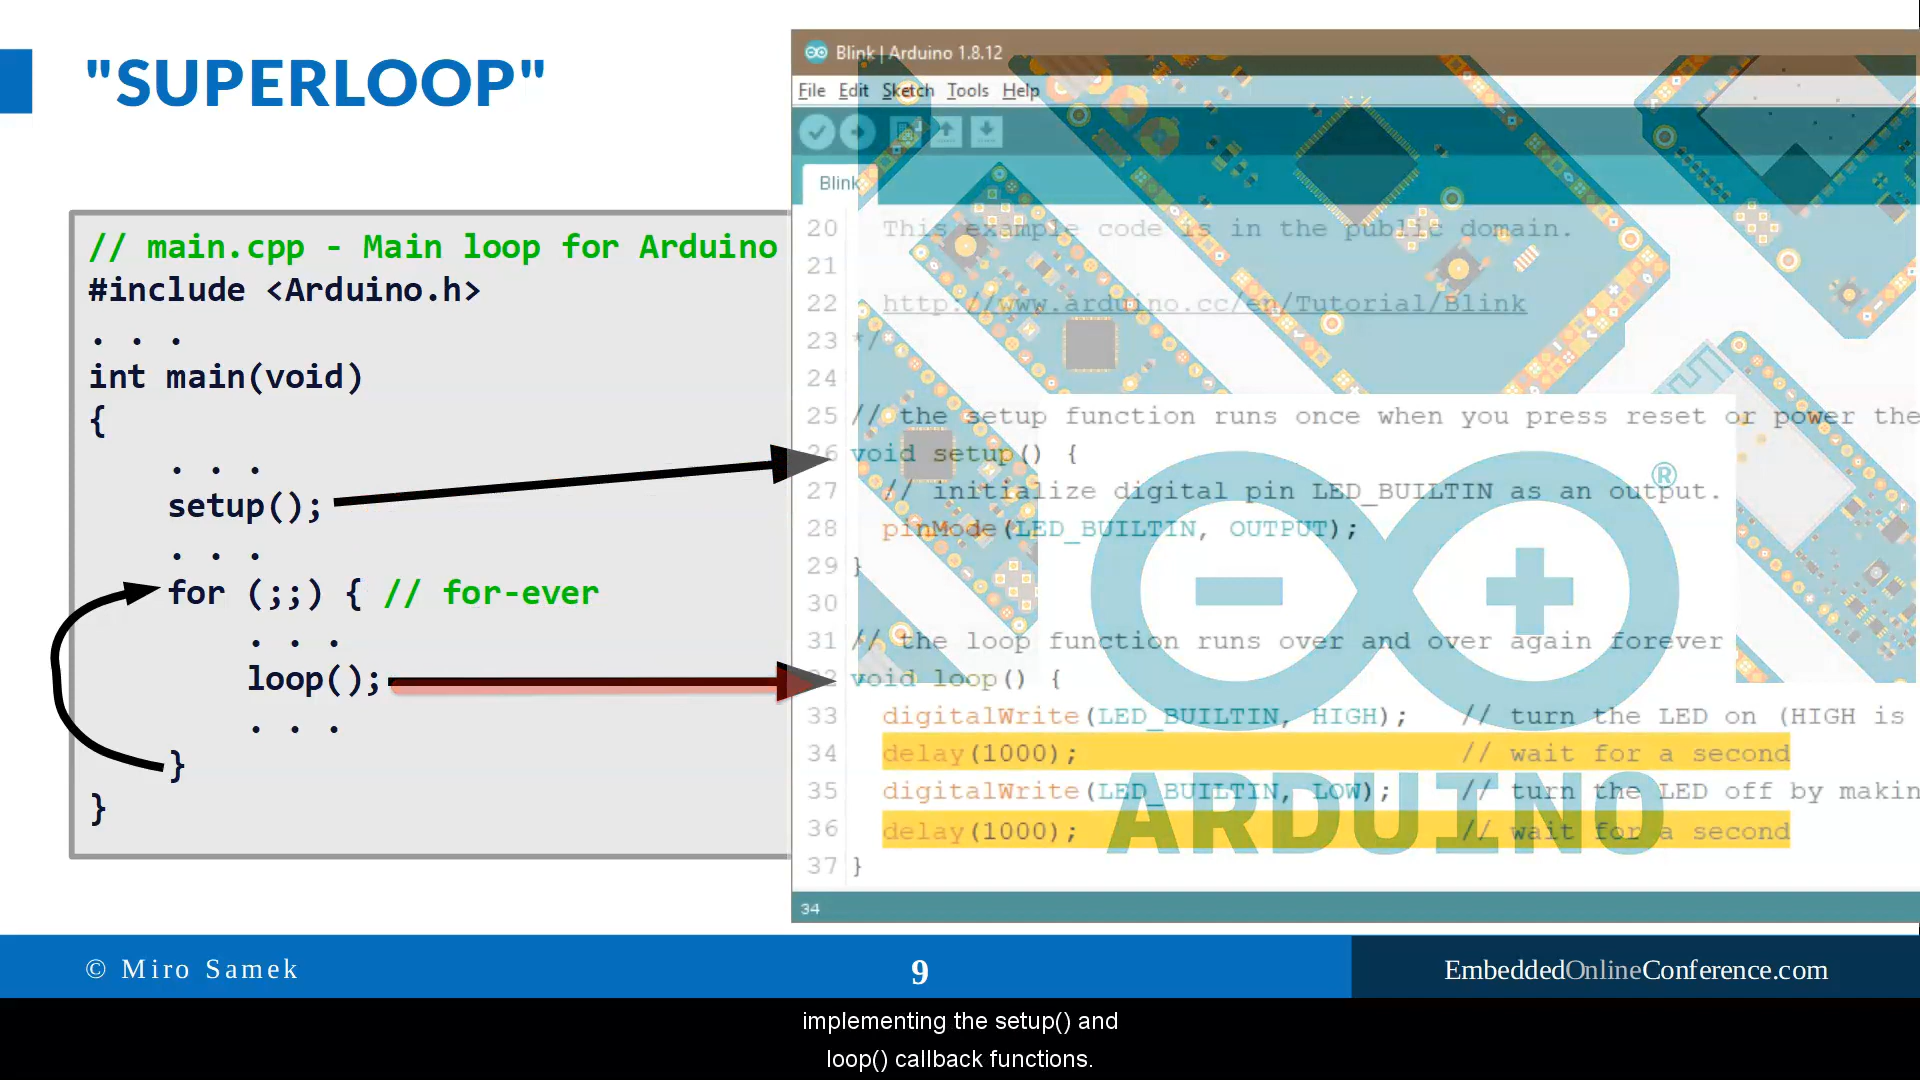 "SUPERLOOP"
// main.cpp - Main loop for Arduino
#include <Arduino.h>
. . .
int main(void)
{
. . .
setup();
. . .
for (;;) { // for-ever
. . .
loop();
. . .
}
}
Blink | Arduino 1.8.12
File Edit Sketch Tools Help
Blink
20 This example code is in the public domain.
21
22 http://www.arduino.cc/en/Tutorial/Blink
23 */
24
25 // the setup function runs once when you press reset or power the
26 void setup() {
27 // initialize digital pin LED_BUILTIN as an output.
28 pinMode(LED_BUILTIN, OUTPUT);
29 }
30
31 // the loop function runs over and over again forever
32 void loop() {
33 digitalWrite(LED_BUILTIN, HIGH); // turn the LED on (HIGH is
34 delay(1000); // wait for a second
35 digitalWrite(LED_BUILTIN, LOW); // turn the LED off by makin
36 delay(1000); // wait for a second
37 }
®
ARDUINO
34
© Miro Samek
9
EmbeddedOnlineConference.com
implementing the setup() and
loop() callback functions.